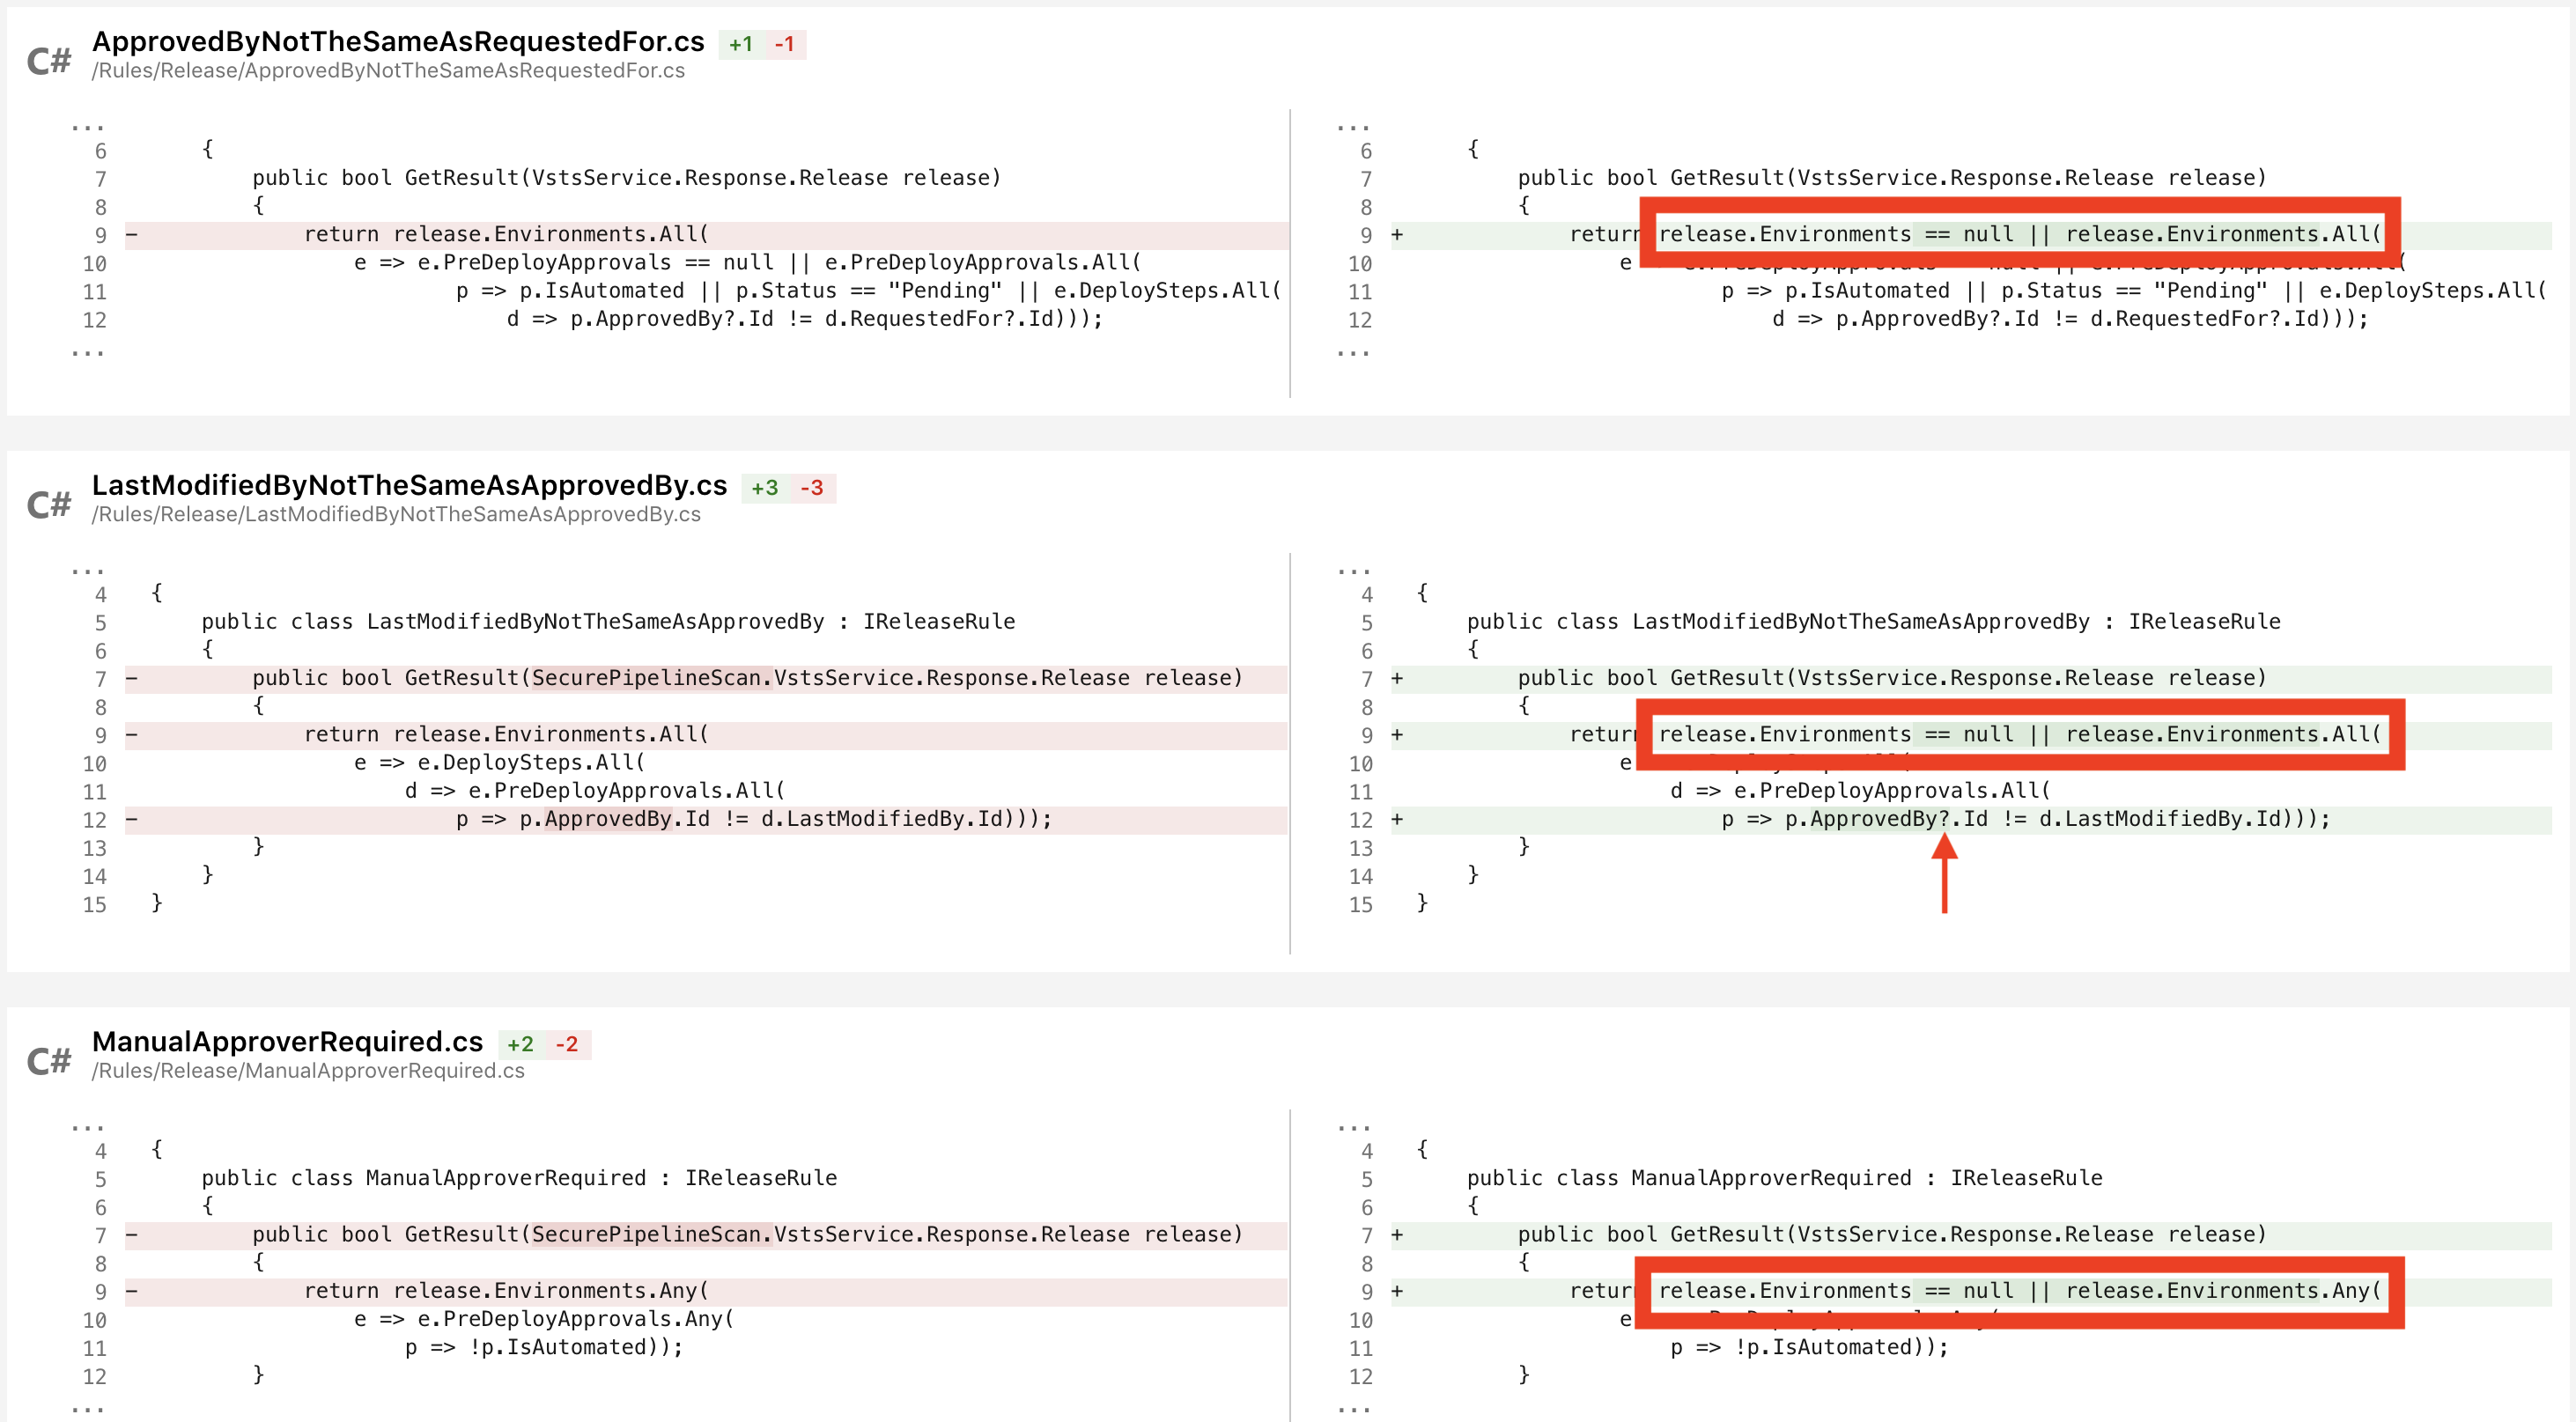 C# ApprovedByNotTheSameAsRequestedFor.cs +1 -1
/Rules/Release/ApprovedByNotTheSameAsRequestedFor.cs
...
6 {
7 public bool GetResult(VstsService.Response.Release release)
8 {
9 - return release.Environments.All(
10 e => e.PreDeployApprovals == null || e.PreDeployApprovals.All(
11 p => p.IsAutomated || p.Status == "Pending" || e.DeploySteps.All(
12 d => p.ApprovedBy?.Id != d.RequestedFor?.Id)));
...
...
6 {
7 public bool GetResult(VstsService.Response.Release release)
8 {
9 + return release.Environments == null || release.Environments.All(
10 e
11 p => p.IsAutomated || p.Status == "Pending" || e.DeploySteps.All(
12 d => p.ApprovedBy?.Id != d.RequestedFor?.Id)));
...
C# LastModifiedByNotTheSameAsApprovedBy.cs +3 -3
/Rules/Release/LastModifiedByNotTheSameAsApprovedBy.cs
...
4 {
5 public class LastModifiedByNotTheSameAsApprovedBy : IReleaseRule
6 {
7 - public bool GetResult(SecurePipelineScan.VstsService.Response.Release release)
8 {
9 - return release.Environments.All(
10 e => e.DeploySteps.All(
11 d => e.PreDeployApprovals.All(
12 - p => p.ApprovedBy.Id != d.LastModifiedBy.Id)));
13 }
14 }
15 }
...
4 {
5 public class LastModifiedByNotTheSameAsApprovedBy : IReleaseRule
6 {
7 + public bool GetResult(VstsService.Response.Release release)
8 {
9 + return release.Environments == null || release.Environments.All(
10 e
11 d => e.PreDeployApprovals.All(
12 + p => p.ApprovedBy?.Id != d.LastModifiedBy.Id)));
13 }
14 }
15 }
C# ManualApproverRequired.cs +2 -2
/Rules/Release/ManualApproverRequired.cs
...
4 {
5 public class ManualApproverRequired : IReleaseRule
6 {
7 - public bool GetResult(SecurePipelineScan.VstsService.Response.Release release)
8 {
9 - return release.Environments.Any(
10 e => e.PreDeployApprovals.Any(
11 p => !p.IsAutomated));
12 }
...
...
4 {
5 public class ManualApproverRequired : IReleaseRule
6 {
7 + public bool GetResult(VstsService.Response.Release release)
8 {
9 + return release.Environments == null || release.Environments.Any(
10 e
11 p => !p.IsAutomated));
12 }
...